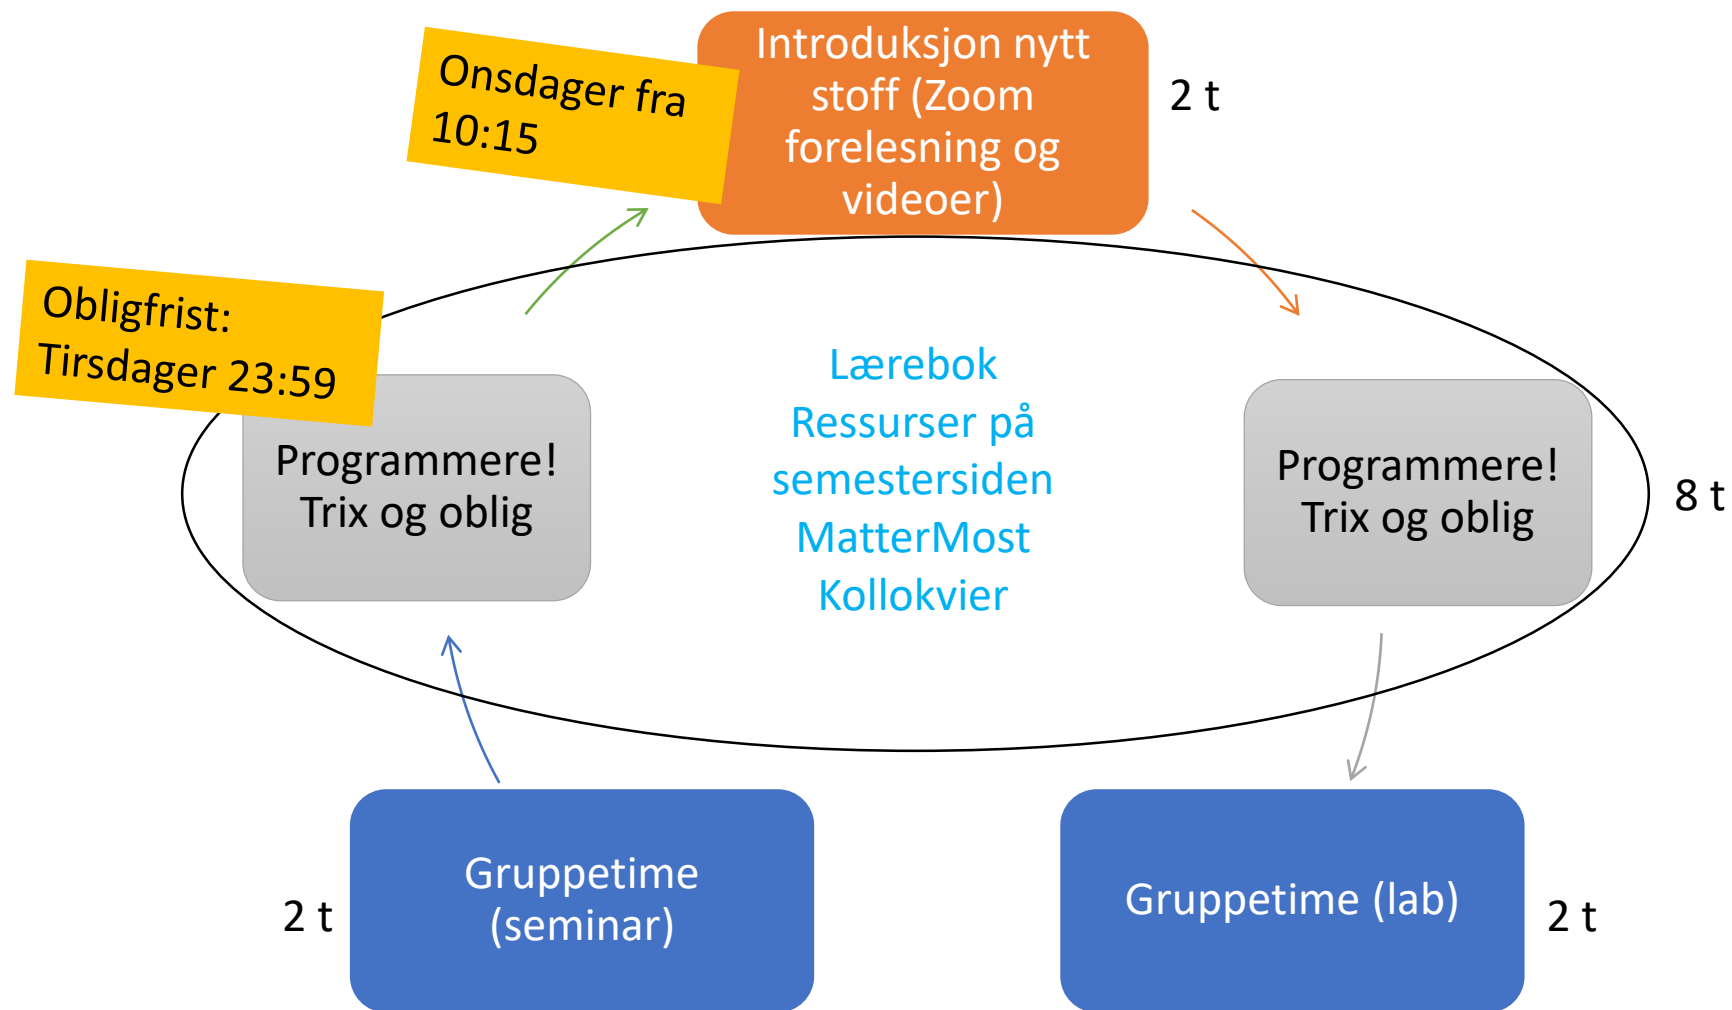 Onsdager fra
10:15
Introduksjon nytt
stoff (Zoom
forelesning og
videoer)
2 t
Obligfrist:
Tirsdager 23:59
Programmere!
Trix og oblig
Lærebok
Ressurser på
semestersiden
MatterMost
Kollokvier
Programmere!
Trix og oblig
8 t
2 t
Gruppetime
(seminar)
Gruppetime (lab)
2 t